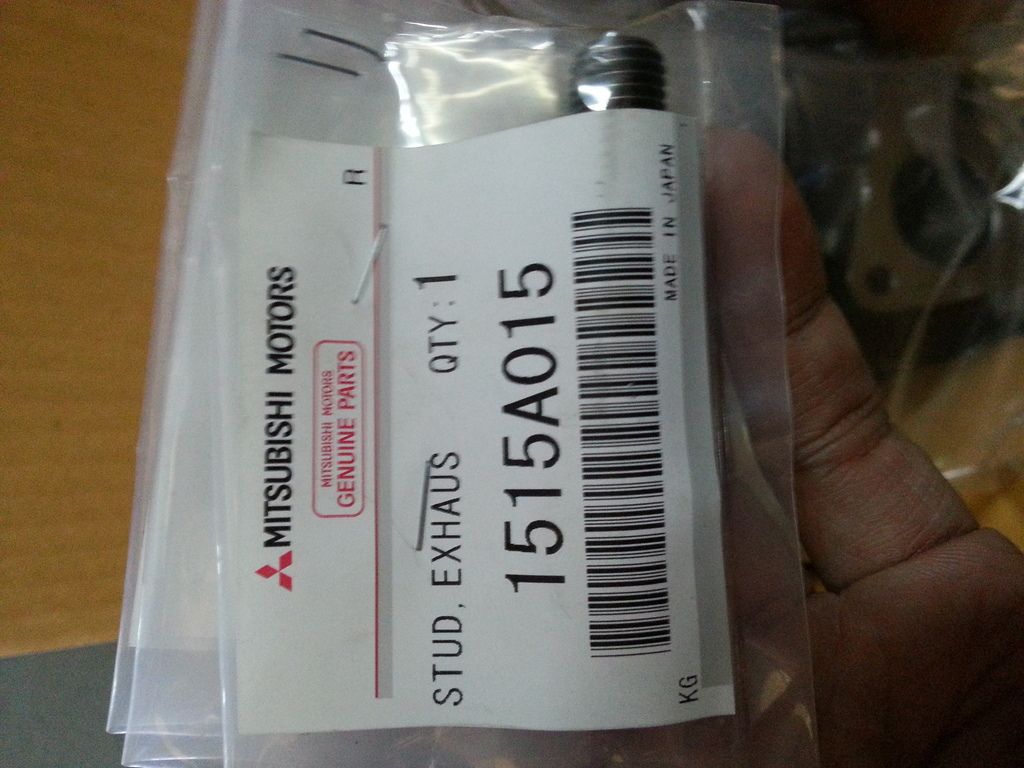 MITSUBISHI MOTORS
R
MITSUBISHI MOTORS
GENUINE PARTS
STUD, EXHAUS QTY: 1
1515A015
KG MADE IN JAPAN